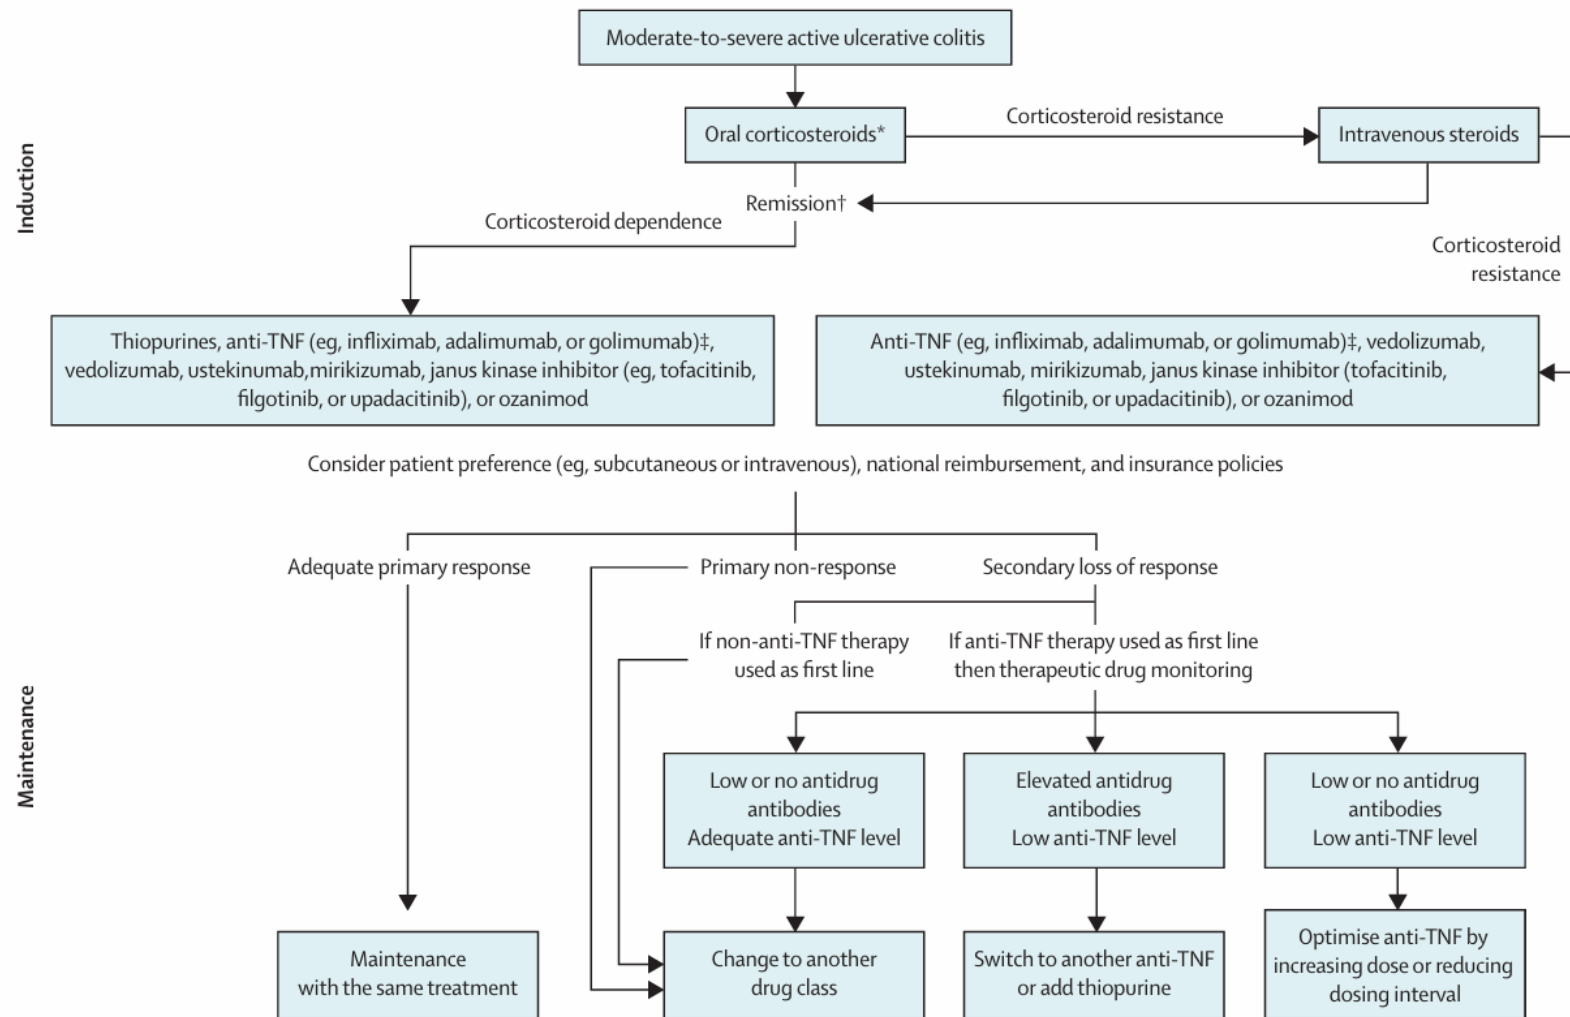 Moderate-to-severe active ulcerative colitis
Induction
Oral corticosteroids*
Corticosteroid resistance
Intravenous steroids
Remission†
Corticosteroid dependence
Corticosteroid
resistance
Thiopurines, anti-TNF (eg, infliximab, adalimumab, or golimumab)‡,
vedolizumab, ustekinumab,mirikizumab, janus kinase inhibitor (eg, tofacitinib,
filgotinib, or upadacitinib), or ozanimod
Anti-TNF (eg, infliximab, adalimumab, or golimumab)‡, vedolizumab,
ustekinumab, mirikizumab, janus kinase inhibitor (tofacitinib,
filgotinib, or upadacitinib), or ozanimod
Consider patient preference (eg, subcutaneous or intravenous), national reimbursement, and insurance policies
Maintenance
Adequate primary response
Primary non-response
Secondary loss of response
If non-anti-TNF therapy
used as first line
If anti-TNF therapy used as first line
then therapeutic drug monitoring
Low or no antidrug
antibodies
Adequate anti-TNF level
Elevated antidrug
antibodies
Low anti-TNF level
Low or no antidrug
antibodies
Low anti-TNF level
Maintenance
with the same treatment
Change to another
drug class
Switch to another anti-TNF
or add thiopurine
Optimise anti-TNF by
increasing dose or reducing
dosing interval